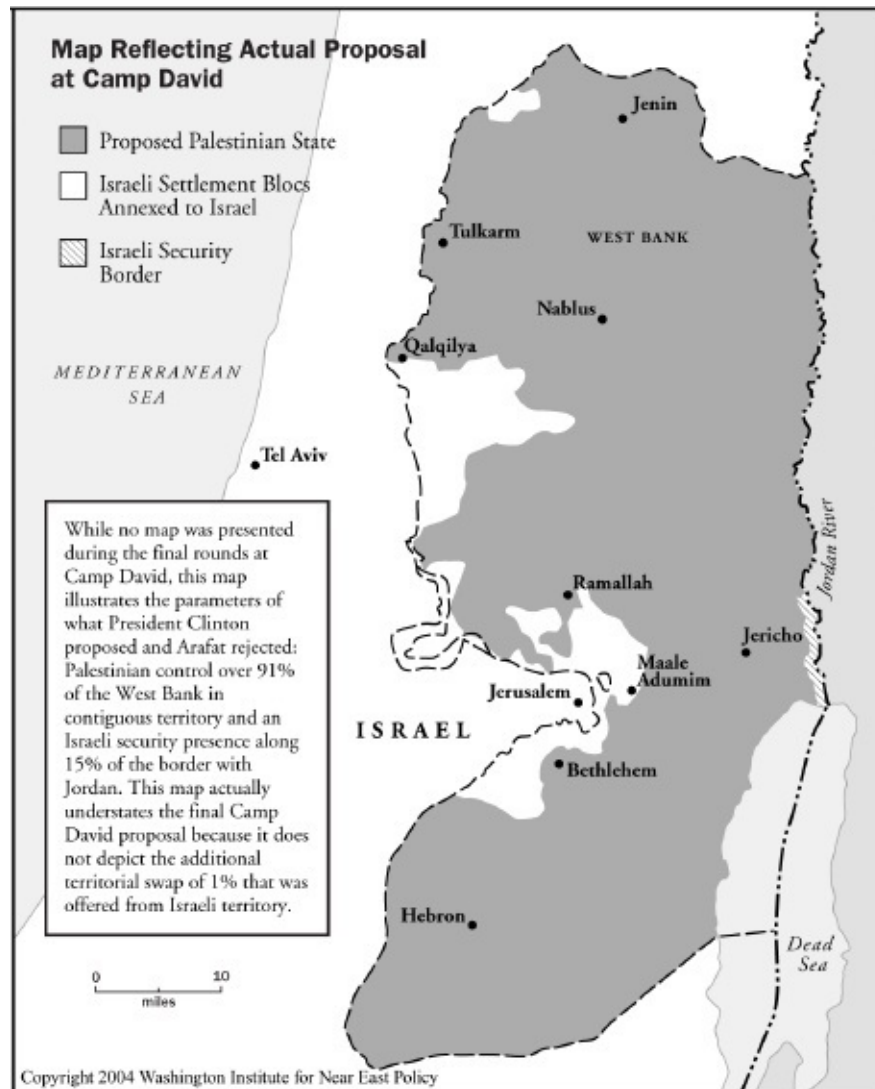 Map Reflecting Actual Proposal
at Camp David
Proposed Palestinian State
Israeli Settlement Blocs
Annexed to Israel
Israeli Security
Border
Jenin
Tulkarm
WEST BANK
Nablus
Qalqilya
MEDITERRANEAN
SEA
Tel Aviv
Jordan River
Ramallah
Jericho
Maale
Adumim
Jerusalem
ISRAEL
Bethlehem
Hebron
Dead
Sea
While no map was presented
during the final rounds at
Camp David, this map
illustrates the parameters of
what President Clinton
proposed and Arafat rejected:
Palestinian control over 91%
of the West Bank in
contiguous territory and an
Israeli security presence along
15% of the border with
Jordan. This map actually
understates the final Camp
David proposal because it does
not depict the additional
territorial swap of 1% that was
offered from Israeli territory.
0 10
miles
Copyright 2004 Washington Institute for Near East Policy